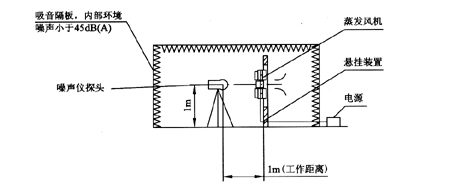 吸音隔板，内部环境
噪声小于45dB(A)
蒸发风机
悬挂装置
噪声仪探头
电源
1m
1m(工作距离)